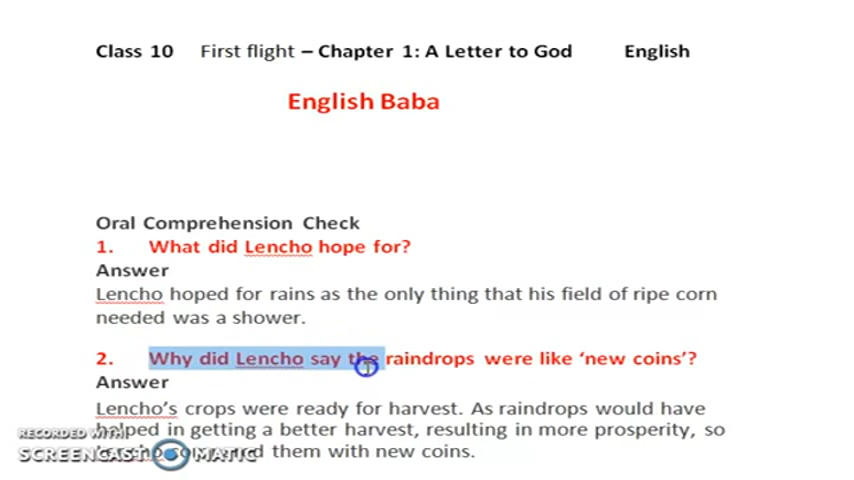 Class 10 First flight – Chapter 1: A Letter to God English
English Baba
Oral Comprehension Check
1. What did Lencho hope for?
Answer
Lencho hoped for rains as the only thing that his field of ripe corn
needed was a shower.
2. Why did Lencho say the raindrops were like ‘new coins’?
Answer
Lencho’s crops were ready for harvest. As raindrops would have
helped in getting a better harvest, resulting in more prosperity, so
them with new coins.
RECORDED WITH
SCREENCAST MATIC